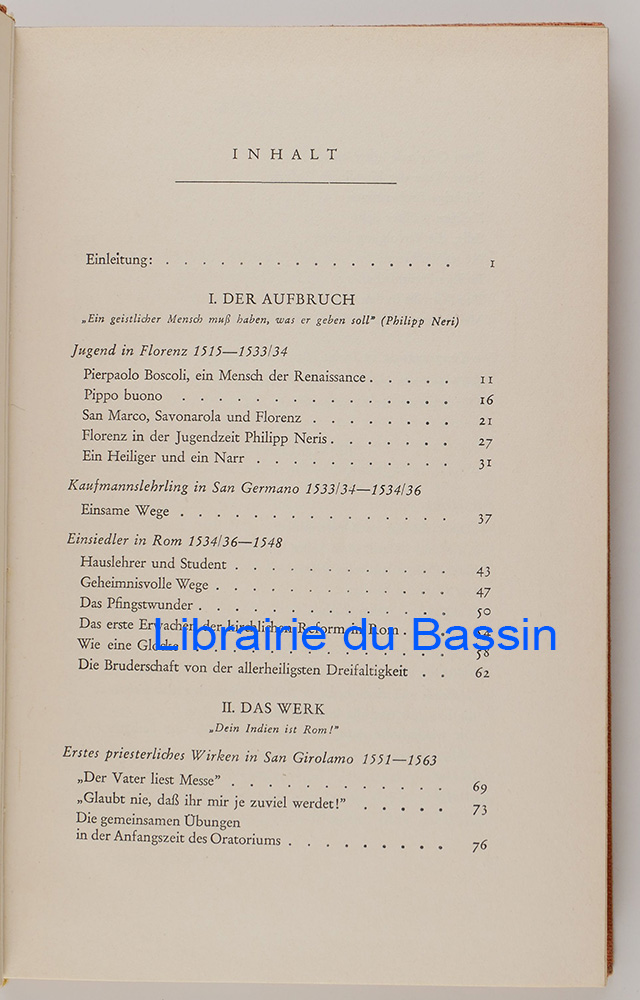 INHALT
Einleitung: . . . . . . . . . . . . . . . . 1
I. DER AUFBRUCH
„Ein geistlicher Mensch muß haben, was er geben soll” (Philipp Neri)
Jugend in Florenz 1515—1533/34
Pierpaolo Boscoli, ein Mensch der Renaissance . . . . . 11
Pippo buono . . . . . . . . . . . . . . 16
San Marco, Savonarola und Florenz . . . . . . . . 21
Florenz in der Jugendzeit Philipp Neris . . . . . . . 27
Ein Heiliger und ein Narr . . . . . . . . . . . 31
Kaufmannslehrling in San Germano 1533/34—1534/36
Einsame Wege . . . . . . . . . . . . . . 37
Einsiedler in Rom 1534/36—1548
Hauslehrer und Student . . . . . . . . . . . 43
Geheimnisvolle Wege . . . . . . . . . . . . 47
Das Pfingstwunder . . . . . . . . . . . . . 50
Das erste Erwachen der kirchlichen Reform in Rom . . .
Wie eine Glocke . . . . . . . . . . . . . 58
Librairie du Bassin
Die Bruderschaft von der allerheiligsten Dreifaltigkeit . . 62
II. DAS WERK
„Dein Indien ist Rom!”
Erstes priesterliches Wirken in San Girolamo 1551—1563
„Der Vater liest Messe” . . . . . . . . . . . . 69
„Glaubt nie, daß ihr mir je zuviel werdet!” . . . . . 73
Die gemeinsamen Übungen
in der Anfangszeit des Oratoriums . . . . . . . . . 76